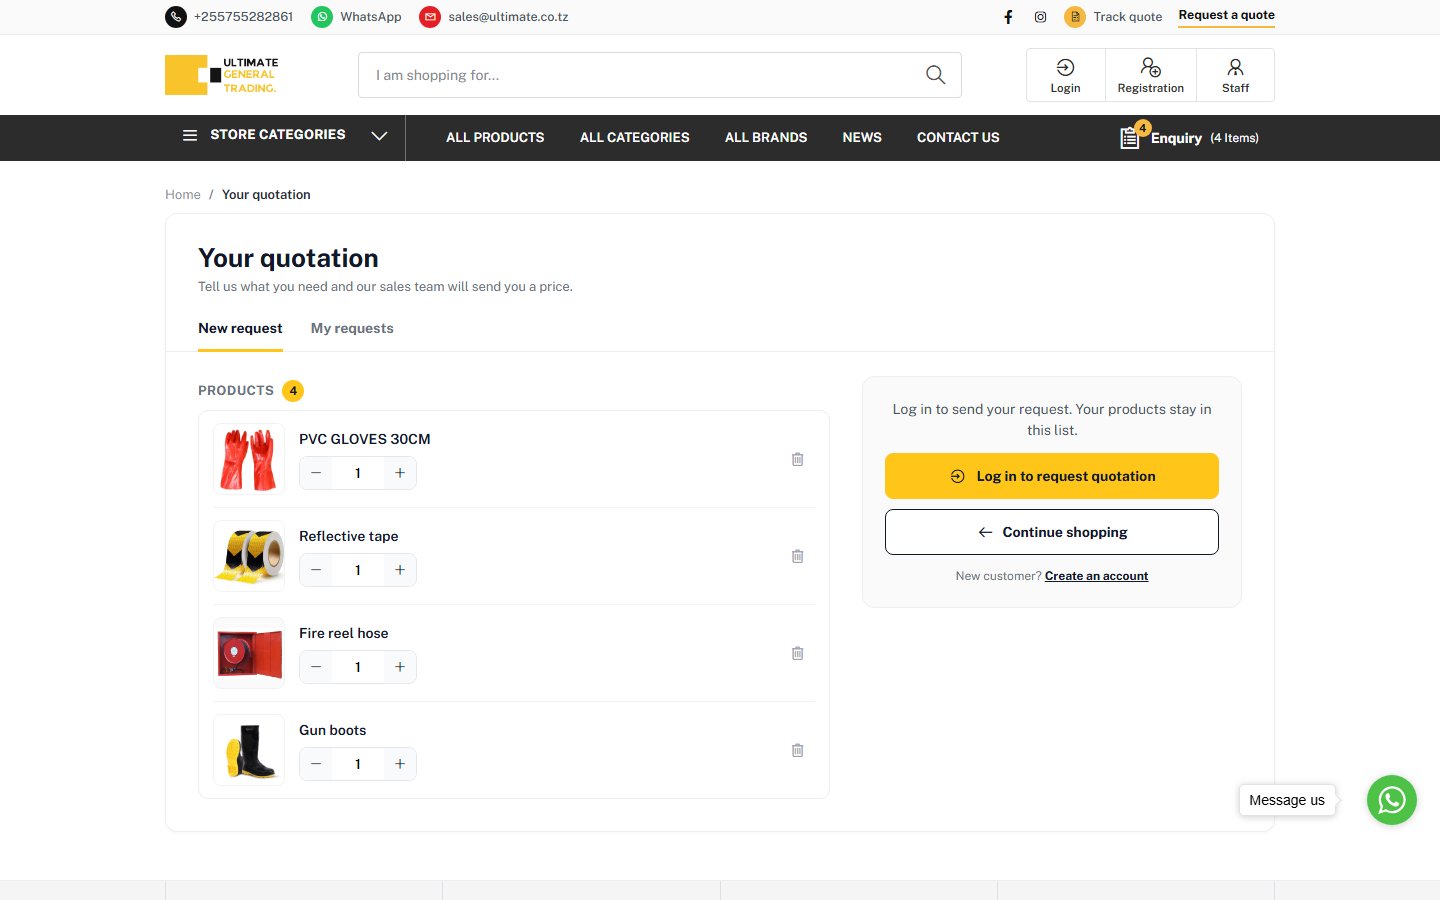 +255755282861 WhatsApp sales@ultimate.co.tz Track quote Request a quote
ULTIMATE
GENERAL
TRADING.
I am shopping for...
Login Registration Staff
STORE CATEGORIES ALL PRODUCTS ALL CATEGORIES ALL BRANDS NEWS CONTACT US 4 Enquiry (4 Items)
Home / Your quotation
Your quotation
Tell us what you need and our sales team will send you a price.
New request My requests
PRODUCTS 4
PVC GLOVES 30CM
− 1 +
Reflective tape
− 1 +
Fire reel hose
− 1 +
Gun boots
− 1 +
Log in to send your request. Your products stay in
this list.
Log in to request quotation
Continue shopping
New customer? Create an account
Message us